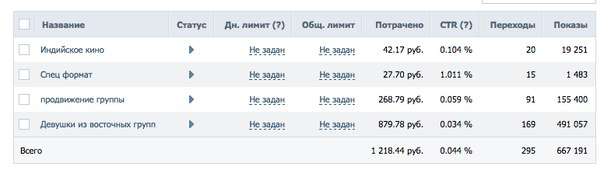 Название Статус Дн. лимит (?) Общ. лимит Потрачено CTR (?) Переходы Показы
Индийское кино Не задан Не задан 42.17 руб. 0.104 % 20 19 251
Спец формат Не задан Не задан 27.70 руб. 1.011 % 15 1 483
продвижение группы Не задан Не задан 268.79 руб. 0.059 % 91 155 400
Девушки из восточных групп Не задан Не задан 879.78 руб. 0.034 % 169 491 057
Всего 1 218.44 руб. 0.044 % 295 667 191